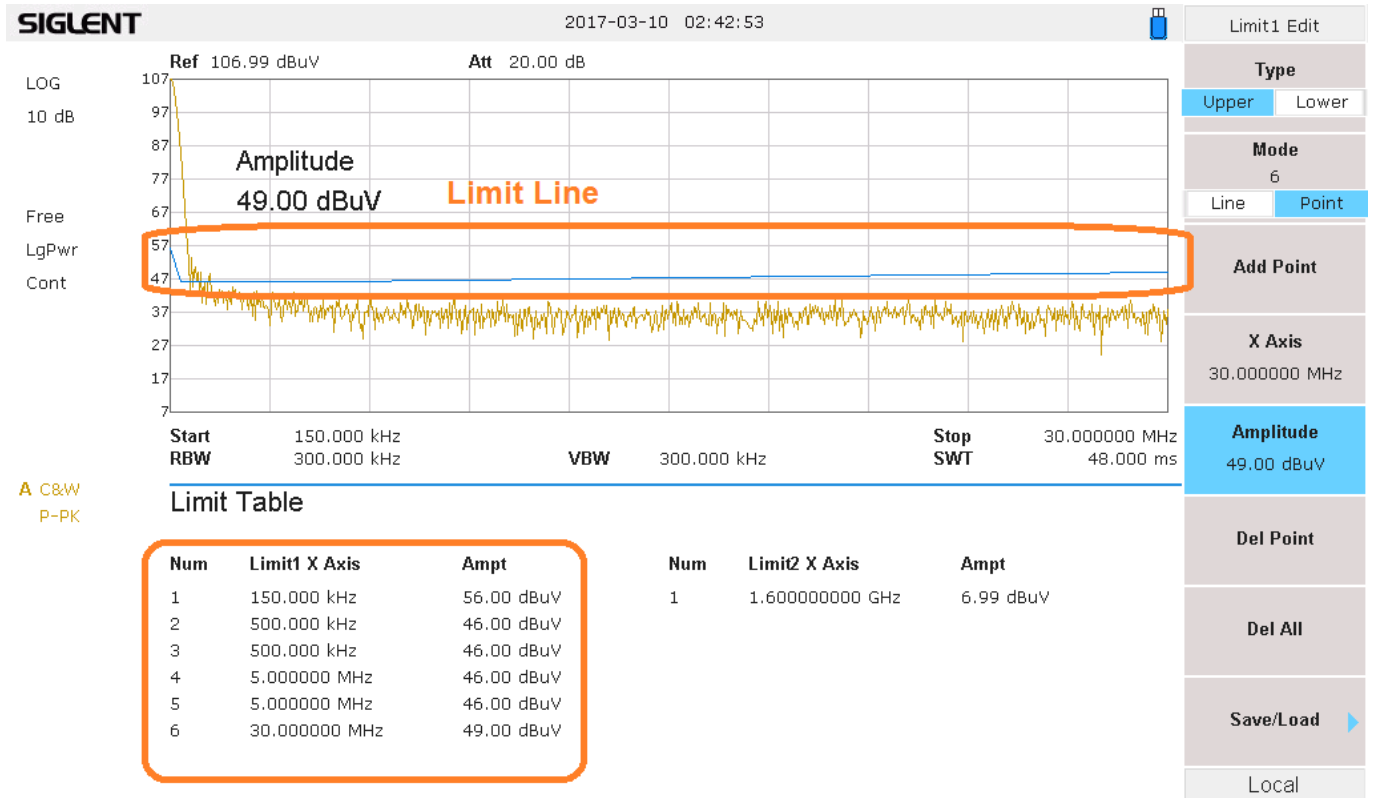 SIGLENT 2017-03-10 02:42:53
Ref 106.99 dBuV Att 20.00 dB
LOG
10 dB
Free
LgPwr
Cont
A C&W
P-PK
107
97
87
77
67
57
47
37
27
17
7
Amplitude
49.00 dBuV
Limit Line
Start 150.000 kHz Stop 30.000000 MHz
RBW 300.000 kHz VBW 300.000 kHz SWT 48.000 ms
Limit Table
Num Limit1 X Axis Ampt
1 150.000 kHz 56.00 dBuV
2 500.000 kHz 46.00 dBuV
3 500.000 kHz 46.00 dBuV
4 5.000000 MHz 46.00 dBuV
5 5.000000 MHz 46.00 dBuV
6 30.000000 MHz 49.00 dBuV
Num Limit2 X Axis Ampt
1 1.600000000 GHz 6.99 dBuV
Limit1 Edit
Type
Upper Lower
Mode
6
Line Point
Add Point
X Axis
30.000000 MHz
Amplitude
49.00 dBuV
Del Point
Del All
Save/Load
Local